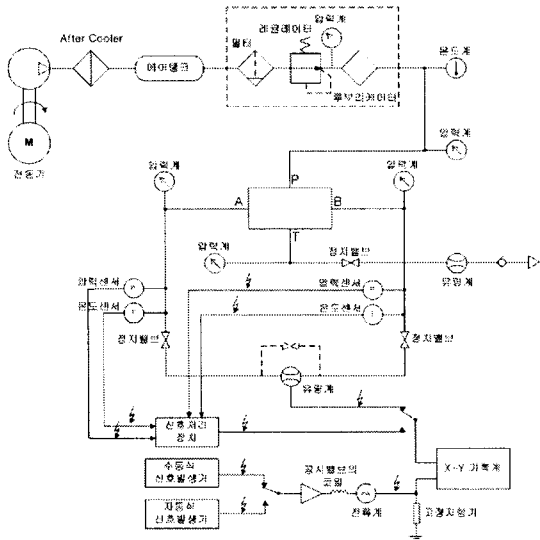 After Cooler
에어탱크
필터
레귤레이터
압력계
루부리케이터
온도계
압력계
M
전동기
압력계
압력계
P
A
B
T
압력계
정지밸브
유량계
압력센서
P
온도센서
T
압력센서
P
온도센서
T
정지밸브
정지밸브
유량계
신호처리
장치
수동식
신호발생기
자동식
신호발생기
공시밸브의
코일
전류계
X-Y 기록계
고정저항기